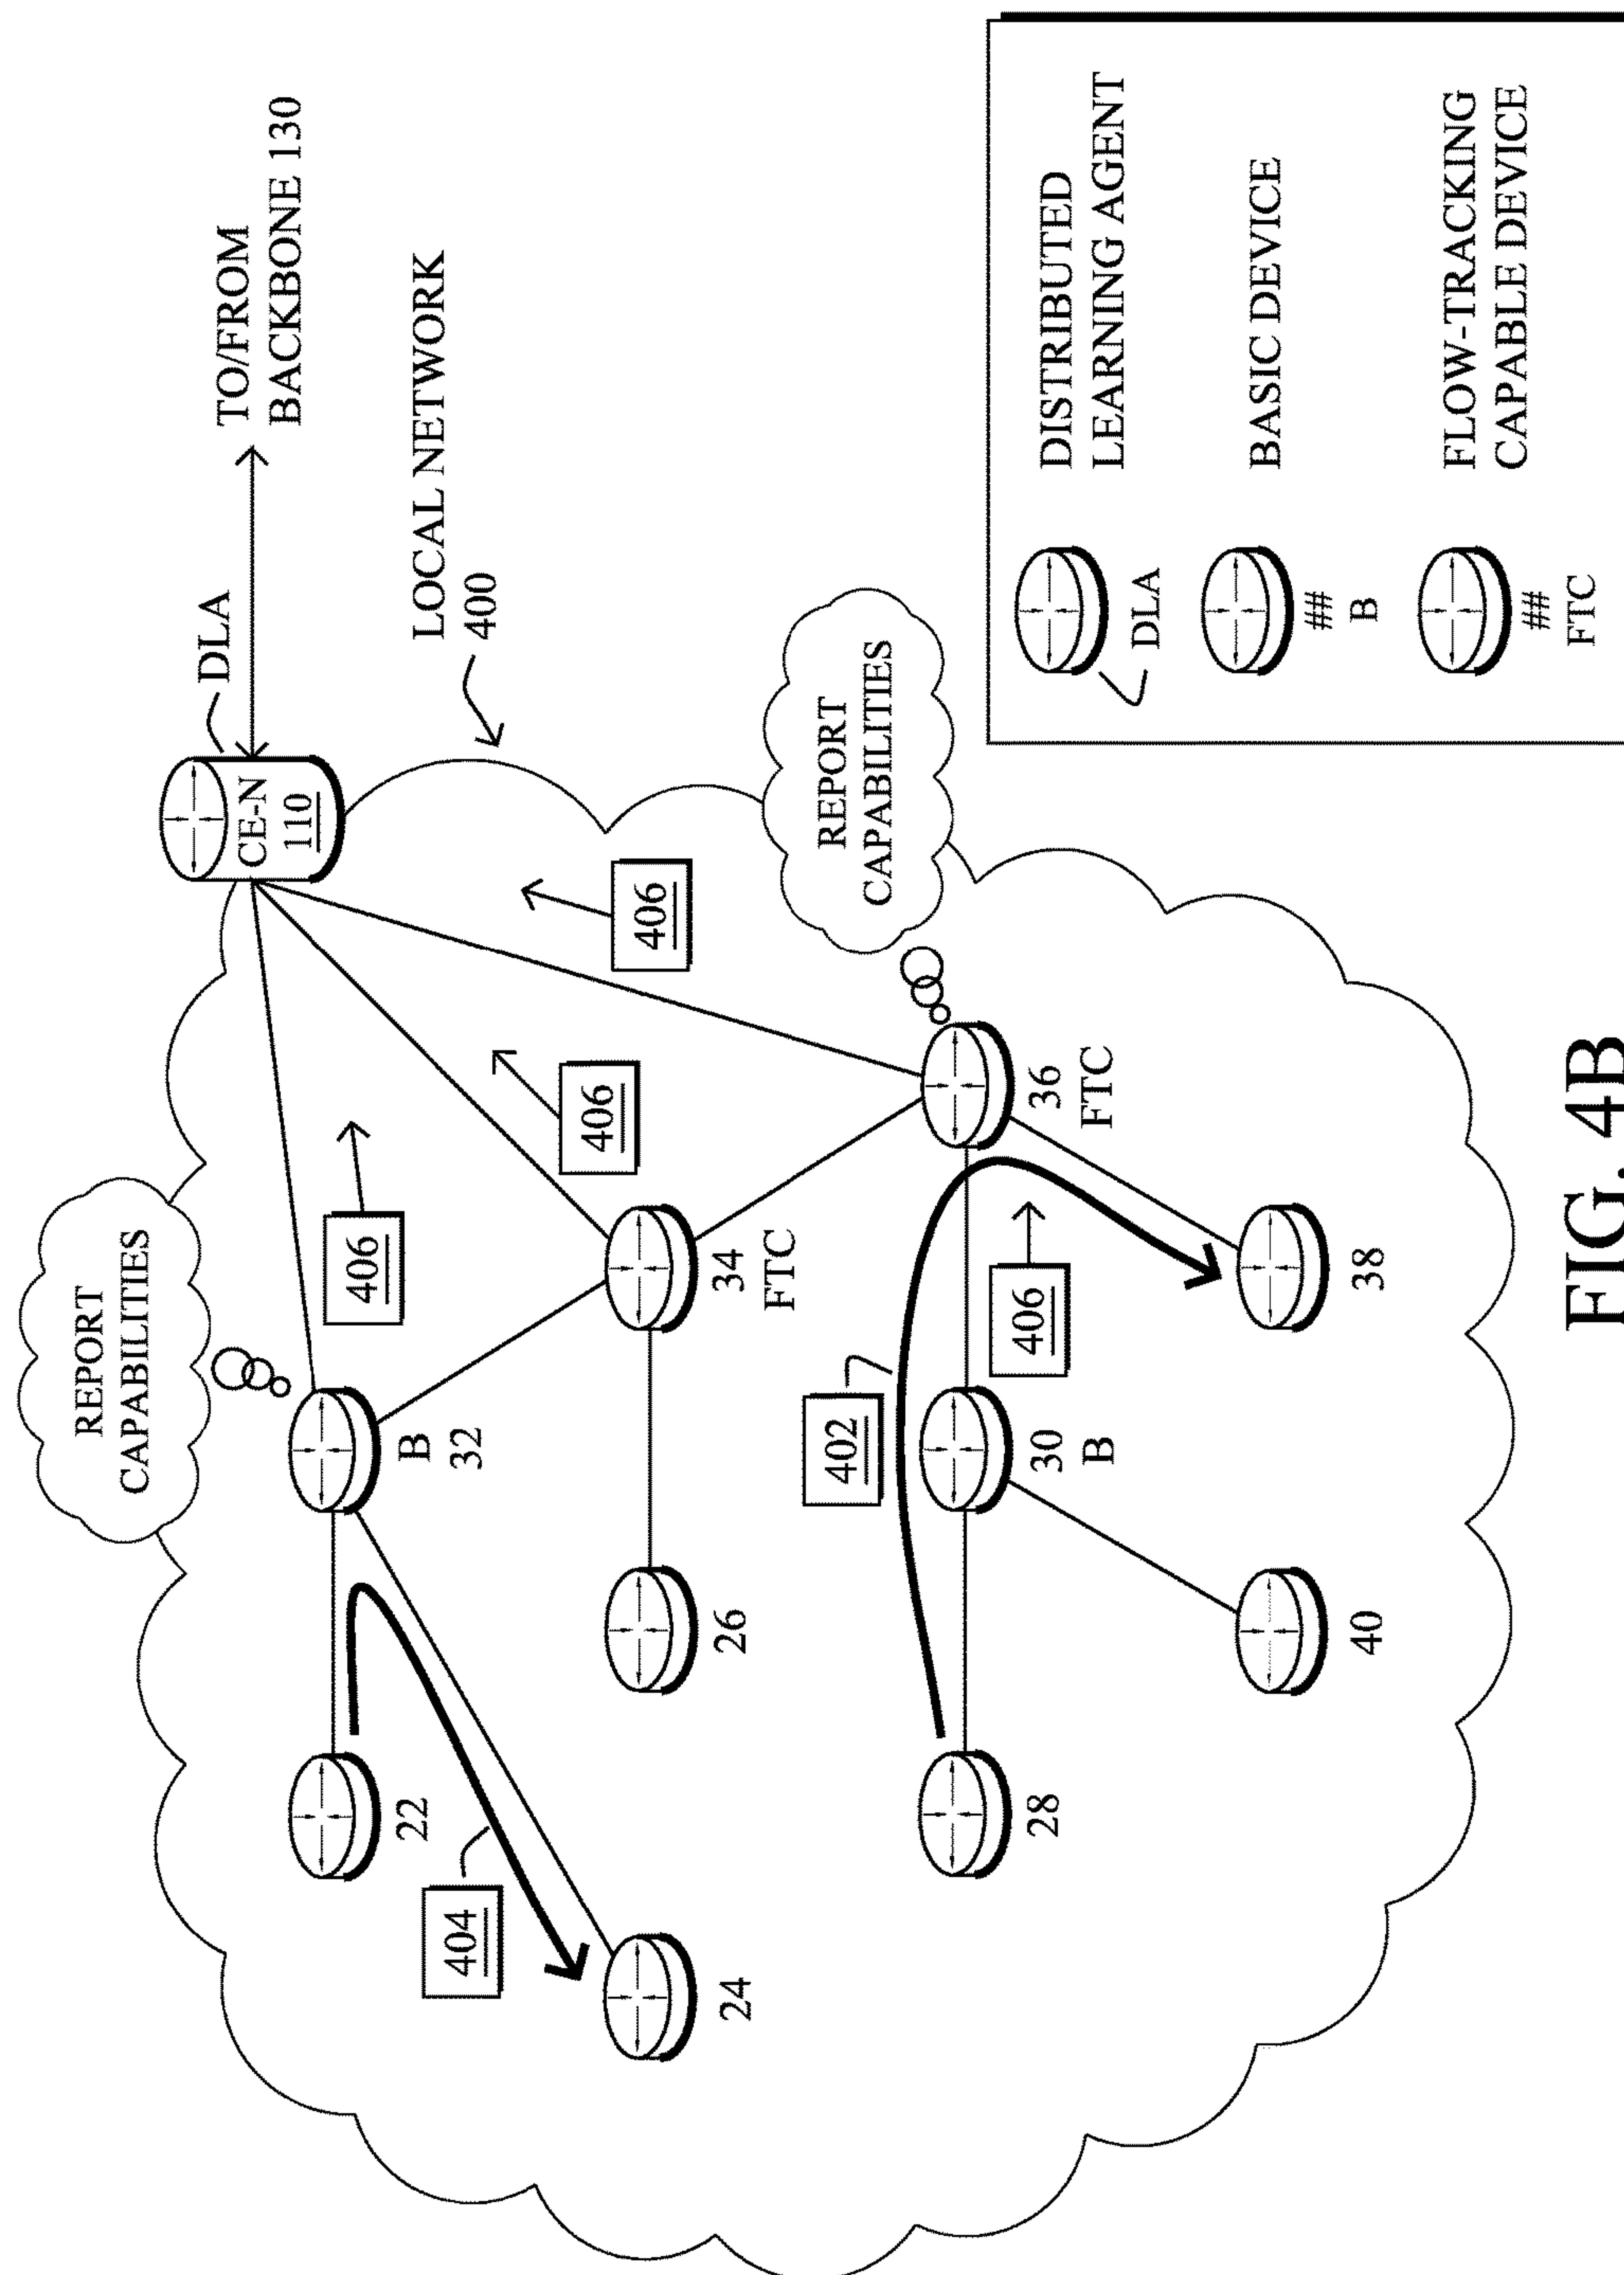 REPORT
CAPABILITIES
CE-N
110
DLA
TO/FROM
BACKBONE 130
LOCAL NETWORK
400
22
404
B
32
406
24
26
34
FTC
406
406
REPORT
CAPABILITIES
402
28
30
B
406
36
FTC
40
38
DLA
DISTRIBUTED
LEARNING AGENT
##
B
BASIC DEVICE
##
FTC
FLOW-TRACKING
CAPABLE DEVICE
FIG. 4B